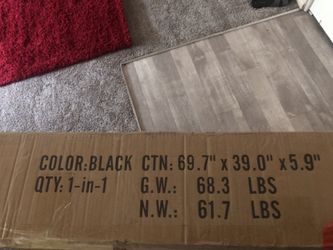 COLOR:BLACK CTN: 69.7" x 39.0" x 5.9"
QTY: 1-in-1 G.W.: 68.3 LBS
N.W.: 61.7 LBS